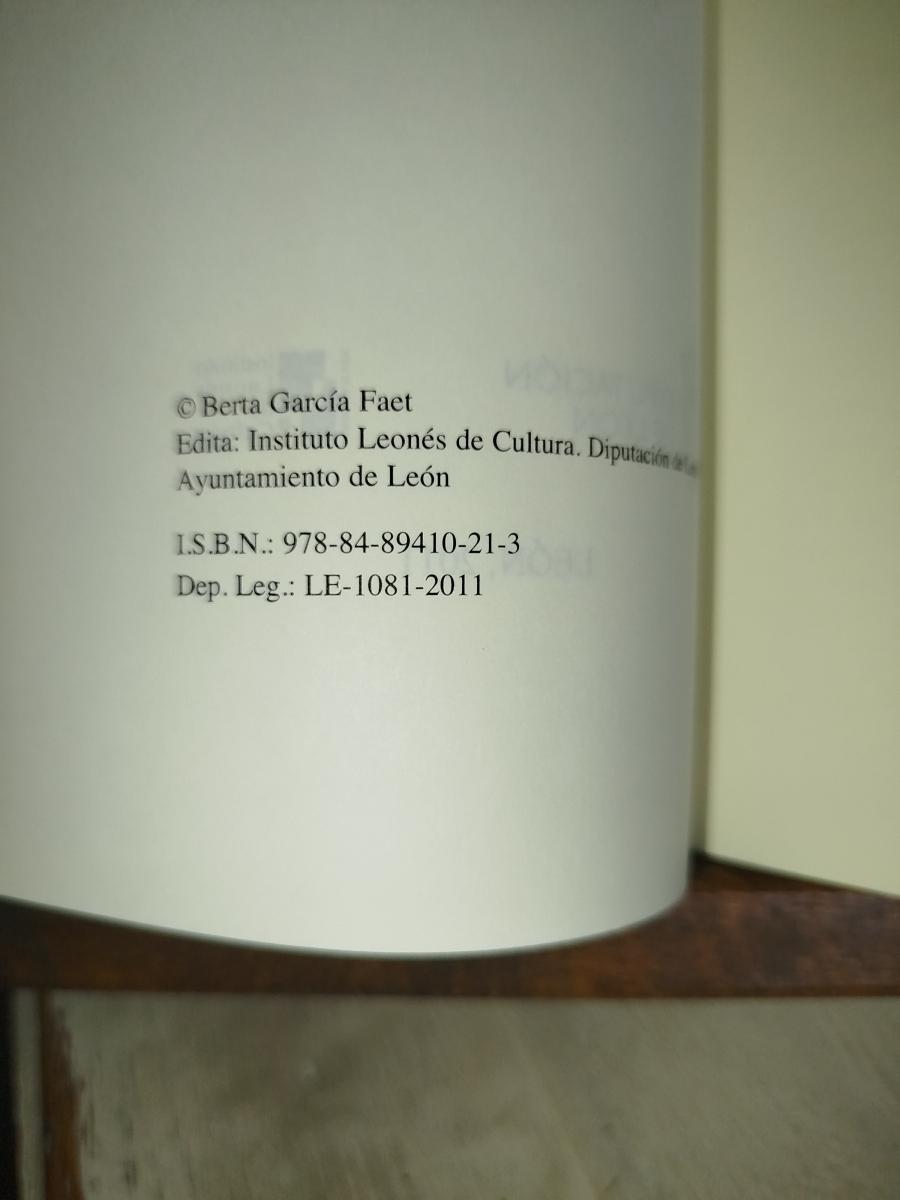 © Berta García Faet
Edita: Instituto Leonés de Cultura. Diputación de
Ayuntamiento de León
I.S.B.N.: 978-84-89410-21-3
Dep. Leg.: LE-1081-2011